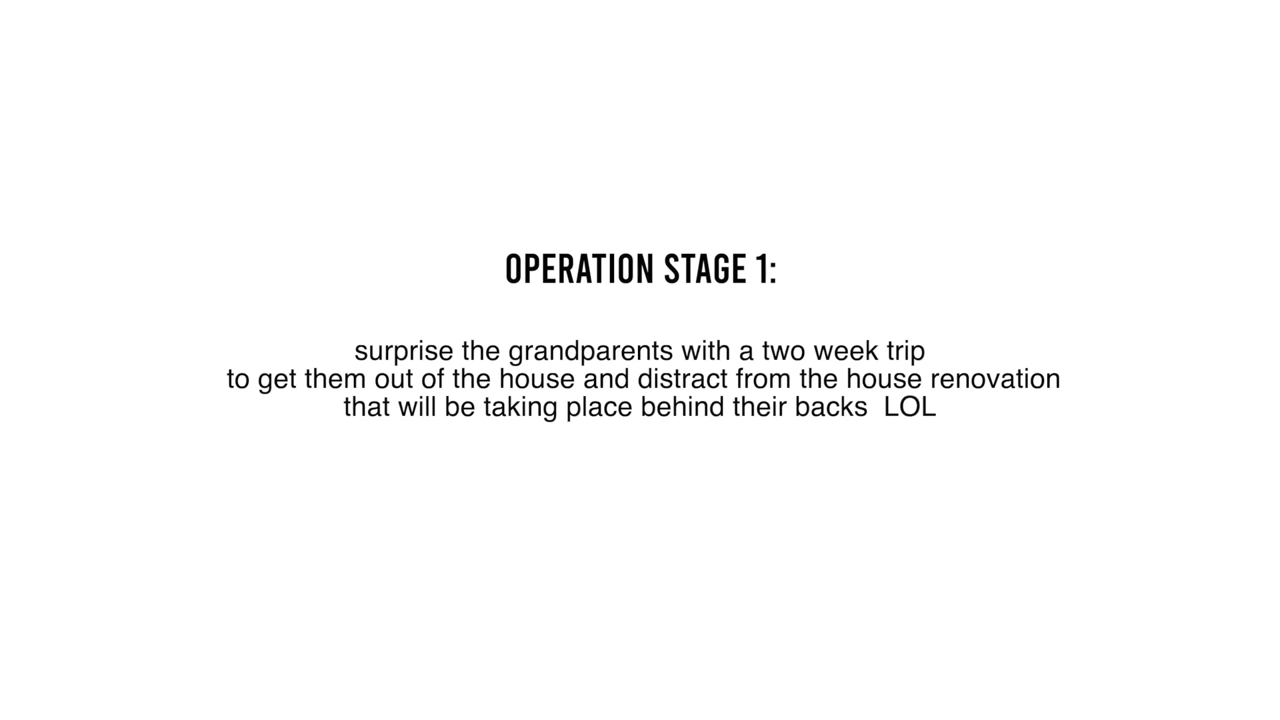 OPERATION STAGE 1:
surprise the grandparents with a two week trip
to get them out of the house and distract from the house renovation
that will be taking place behind their backs  LOL